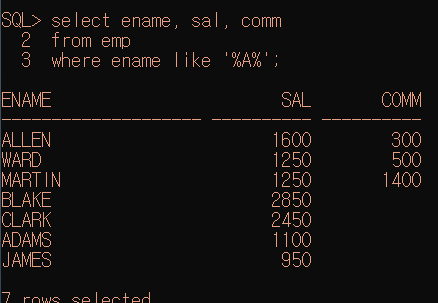 SQL> select ename, sal, comm
  2  from emp
  3  where ename like '%A%';

ENAME                       SAL       COMM
-------------------- ---------- ----------
ALLEN                      1600        300
WARD                       1250        500
MARTIN                     1250       1400
BLAKE                      2850
CLARK                      2450
ADAMS                      1100
JAMES                       950

7 rows selected